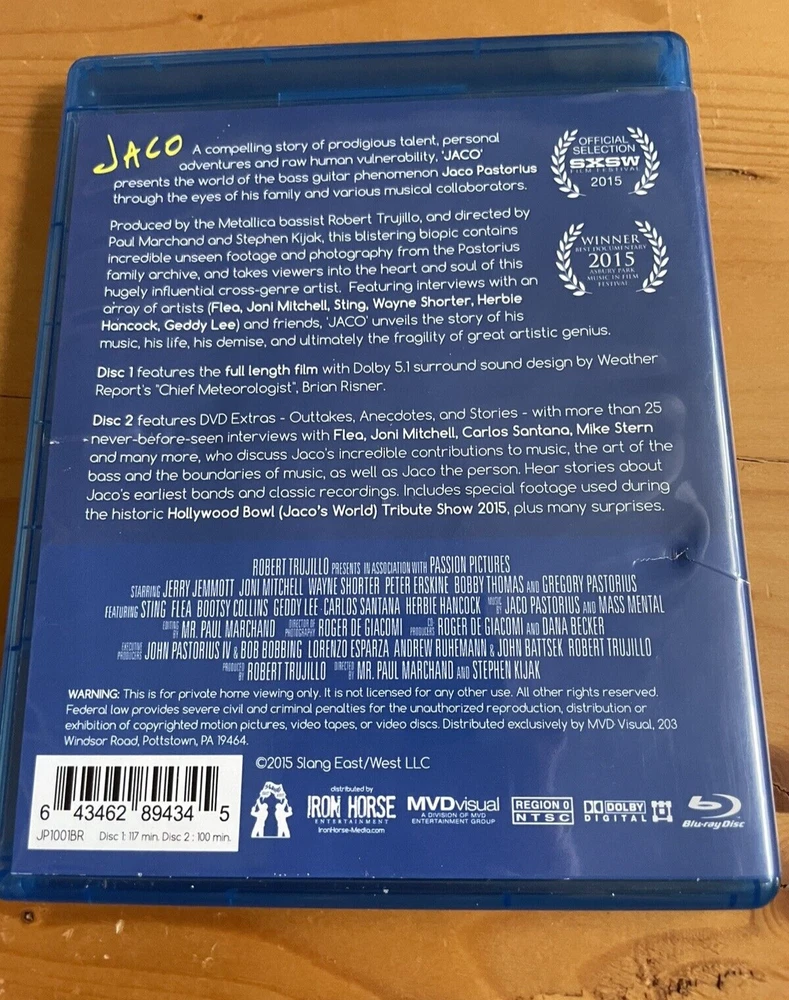 JACO A compelling story of prodigious talent, personal
adventures and raw human vulnerability, 'JACO'
presents the world of the bass guitar phenomenon Jaco Pastorius
through the eyes of his family and various musical collaborators.
OFFICIAL
SELECTION
SXSW
FILM FESTIVAL
2015
Produced by the Metallica bassist Robert Trujillo, and directed by
Paul Marchand and Stephen Kijak, this blistering biopic contains
incredible unseen footage and photography from the Pastorius
family archive, and takes viewers into the heart and soul of this
hugely influential cross-genre artist. Featuring interviews with an
array of artists (Flea, Joni Mitchell, Sting, Wayne Shorter, Herbie
Hancock, Geddy Lee) and friends, 'JACO' unveils the story of his
music, his life, his demise, and ultimately the fragility of great artistic genius.
WINNER
BEST DOCUMENTARY
2015
ASBURY PARK
MUSIC IN FILM
FESTIVAL
Disc 1 features the full length film with Dolby 5.1 surround sound design by Weather
Report's "Chief Meteorologist", Brian Risner.
Disc 2 features DVD Extras - Outtakes, Anecdotes, and Stories - with more than 25
never-before-seen interviews with Flea, Joni Mitchell, Carlos Santana, Mike Stern
and many more, who discuss Jaco's incredible contributions to music, the art of the
bass and the boundaries of music, as well as Jaco the person. Hear stories about
Jaco's earliest bands and classic recordings. Includes special footage used during
the historic Hollywood Bowl (Jaco's World) Tribute Show 2015, plus many surprises.
ROBERT TRUJILLO PRESENTS IN ASSOCIATION WITH PASSION PICTURES
STARRING JERRY JEMMOTT JONI MITCHELL WAYNE SHORTER PETER ERSKINE BOBBY THOMAS AND GREGORY PASTORIUS
FEATURING STING FLEA BOOTSY COLLINS GEDDY LEE CARLOS SANTANA HERBIE HANCOCK MUSIC BY JACO PASTORIUS AND MASS MENTAL
EDITING BY MR. PAUL MARCHAND DIRECTOR OF PHOTOGRAPHY ROGER DE GIACOMI CO PRODUCERS ROGER DE GIACOMI AND DANA BECKER
EXECUTIVE PRODUCERS JOHN PASTORIUS IV & BOB BOBBING LORENZO ESPARZA ANDREW RUHEMANN & JOHN BATTSEK ROBERT TRUJILLO
PRODUCED BY ROBERT TRUJILLO DIRECTED BY MR. PAUL MARCHAND AND STEPHEN KIJAK
WARNING: This is for private home viewing only. It is not licensed for any other use. All other rights reserved.
Federal law provides severe civil and criminal penalties for the unauthorized reproduction, distribution or
exhibition of copyrighted motion pictures, video tapes, or video discs. Distributed exclusively by MVD Visual, 203
Windsor Road, Pottstown, PA 19464.
©2015 Slang East/West LLC
6 43462 89434 5
JP1001BR Disc 1: 117 min. Disc 2 : 100 min.
distributed by
IRON HORSE
ENTERTAINMENT
IronHorse-Media.com
MVDvisual
A DIVISION OF MVD
ENTERTAINMENT GROUP
REGION 0
NTSC
DOLBY
DIGITAL
Blu-ray Disc